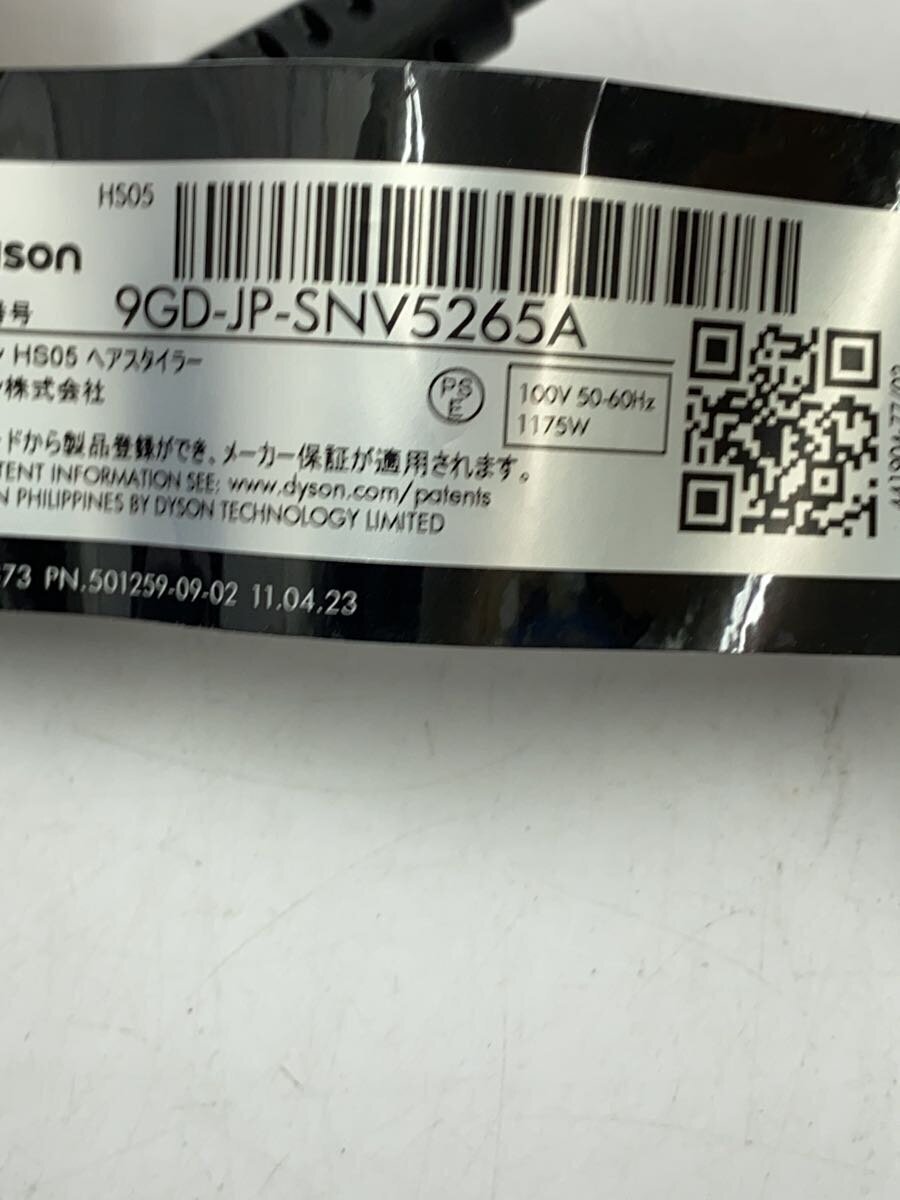 HS05
dyson
番号 9GD-JP-SNV5265A
HS05 ヘアスタイラー
株式会社
PS
E
100V 50-60Hz
1175W
ドから製品登録ができ、メーカー保証が適用されます。
TENT INFORMATION SEE: www.dyson.com/patents
N PHILIPPINES BY DYSON TECHNOLOGY LIMITED
73 PN.501259-09-02 11.04.23